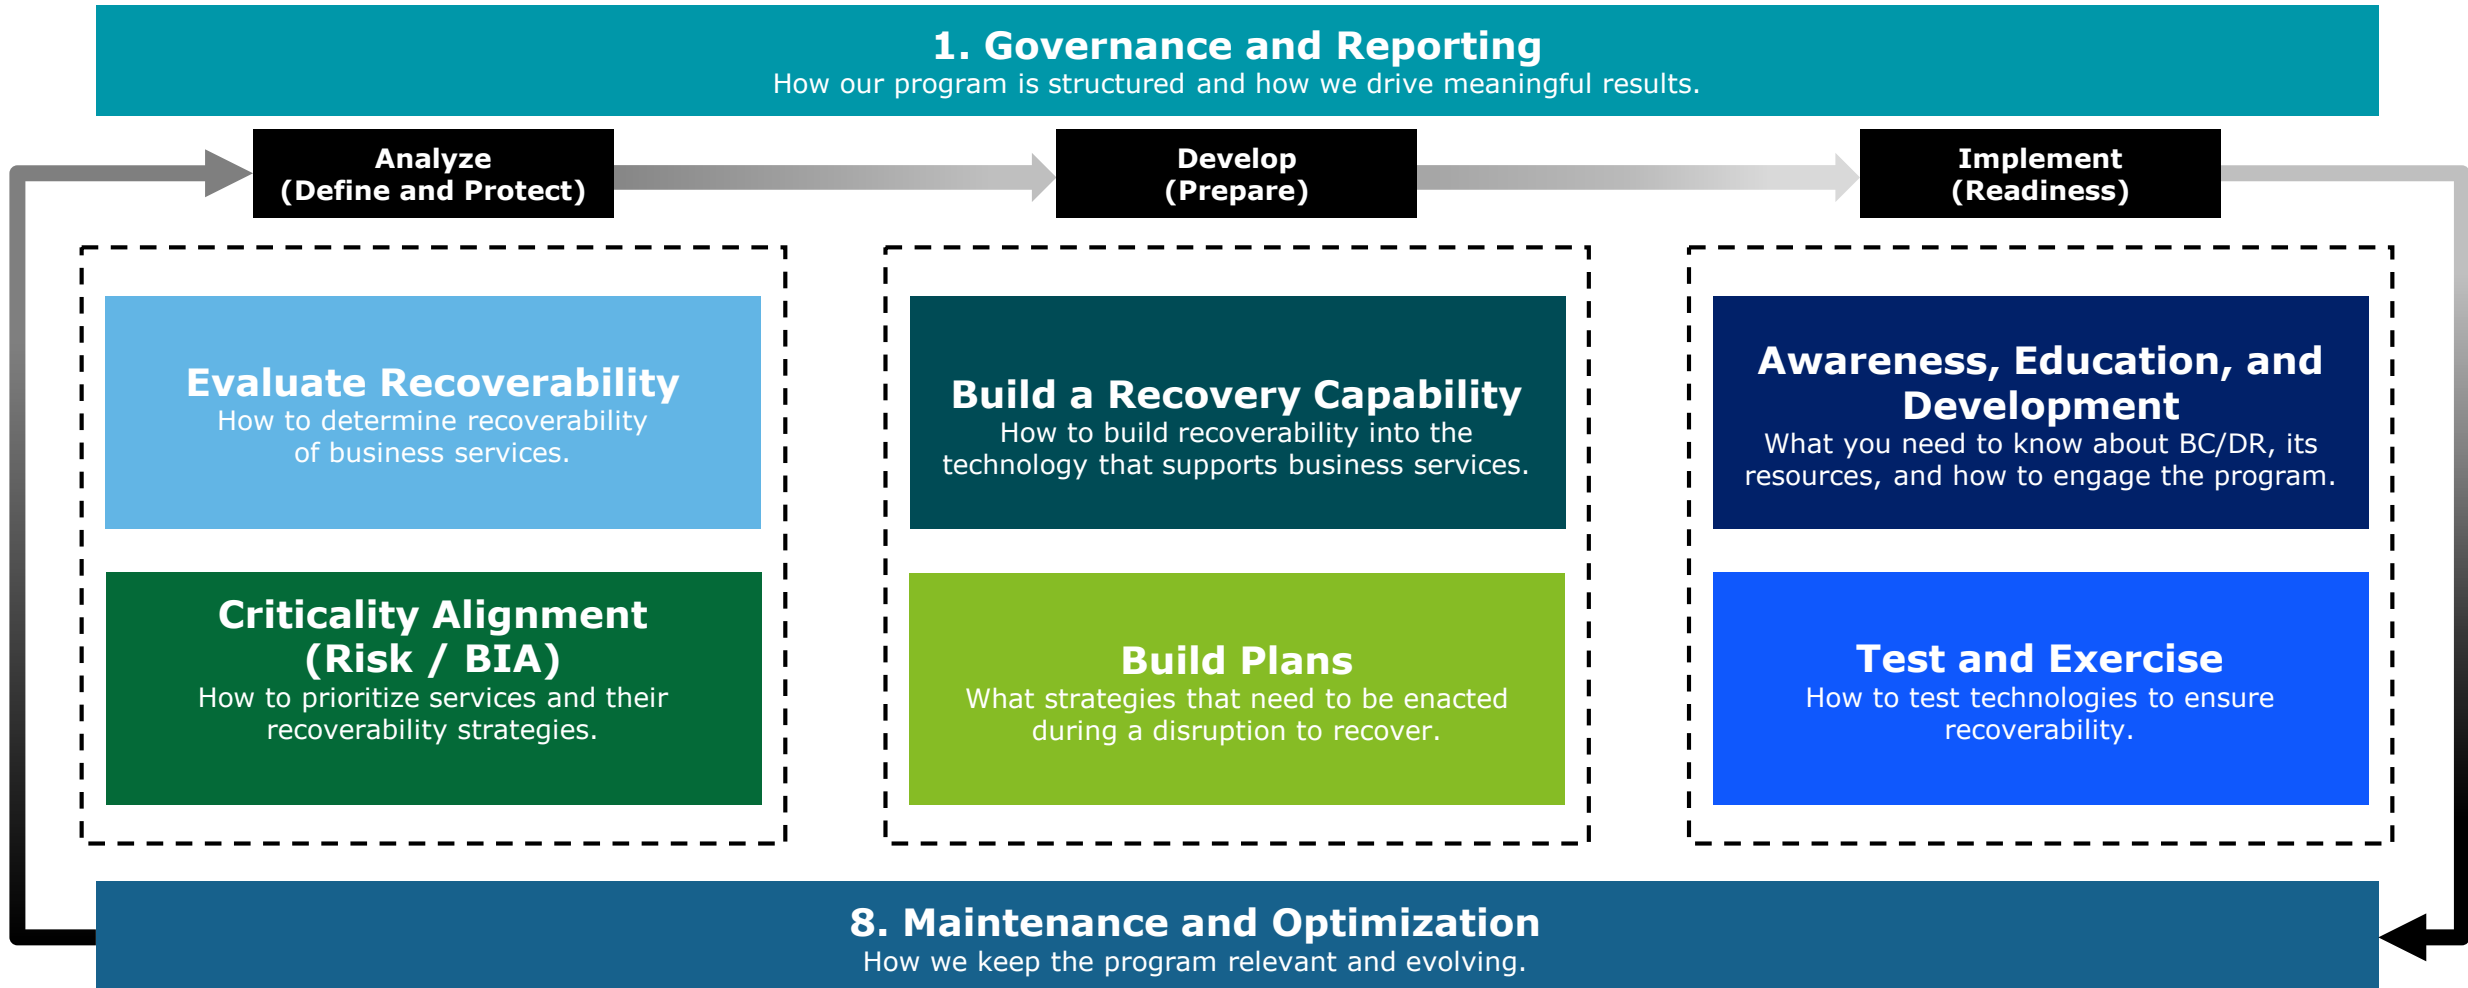 1. Governance and Reporting
How our program is structured and how we drive meaningful results.
Analyze
(Define and Protect)
Develop
(Prepare)
Implement
(Readiness)
Evaluate Recoverability
How to determine recoverability
of business services.
Criticality Alignment
(Risk / BIA)
How to prioritize services and their
recoverability strategies.
Build a Recovery Capability
How to build recoverability into the
technology that supports business services.
Build Plans
What strategies that need to be enacted
during a disruption to recover.
Awareness, Education, and
Development
What you need to know about BC/DR, its
resources, and how to engage the program.
Test and Exercise
How to test technologies to ensure
recoverability.
8. Maintenance and Optimization
How we keep the program relevant and evolving.